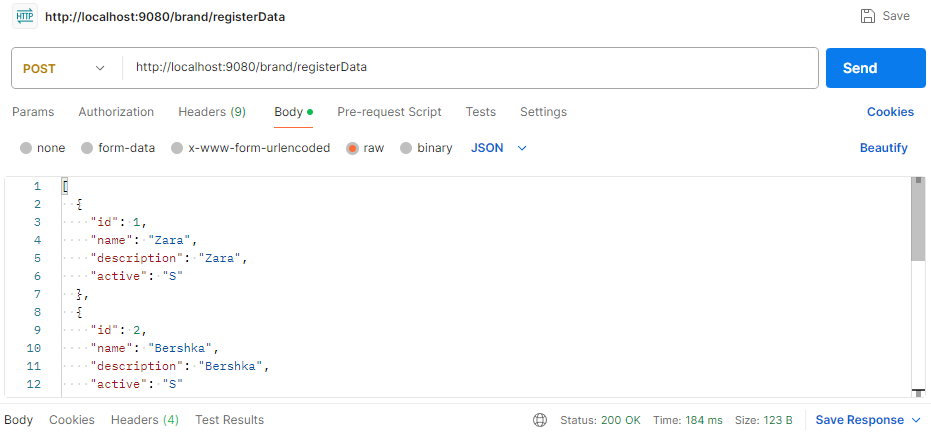 HTTP http://localhost:9080/brand/registerData Save
POST http://localhost:9080/brand/registerData Send
Params Authorization Headers (9) Body Pre-request Script Tests Settings Cookies
none form-data x-www-form-urlencoded raw binary JSON Beautify
1 [
2 {
3 "id": 1,
4 "name": "Zara",
5 "description": "Zara",
6 "active": "S"
7 },
8 {
9 "id": 2,
10 "name": "Bershka",
11 "description": "Bershka",
12 "active": "S"
Body Cookies Headers (4) Test Results Status: 200 OK Time: 184 ms Size: 123 B Save Response